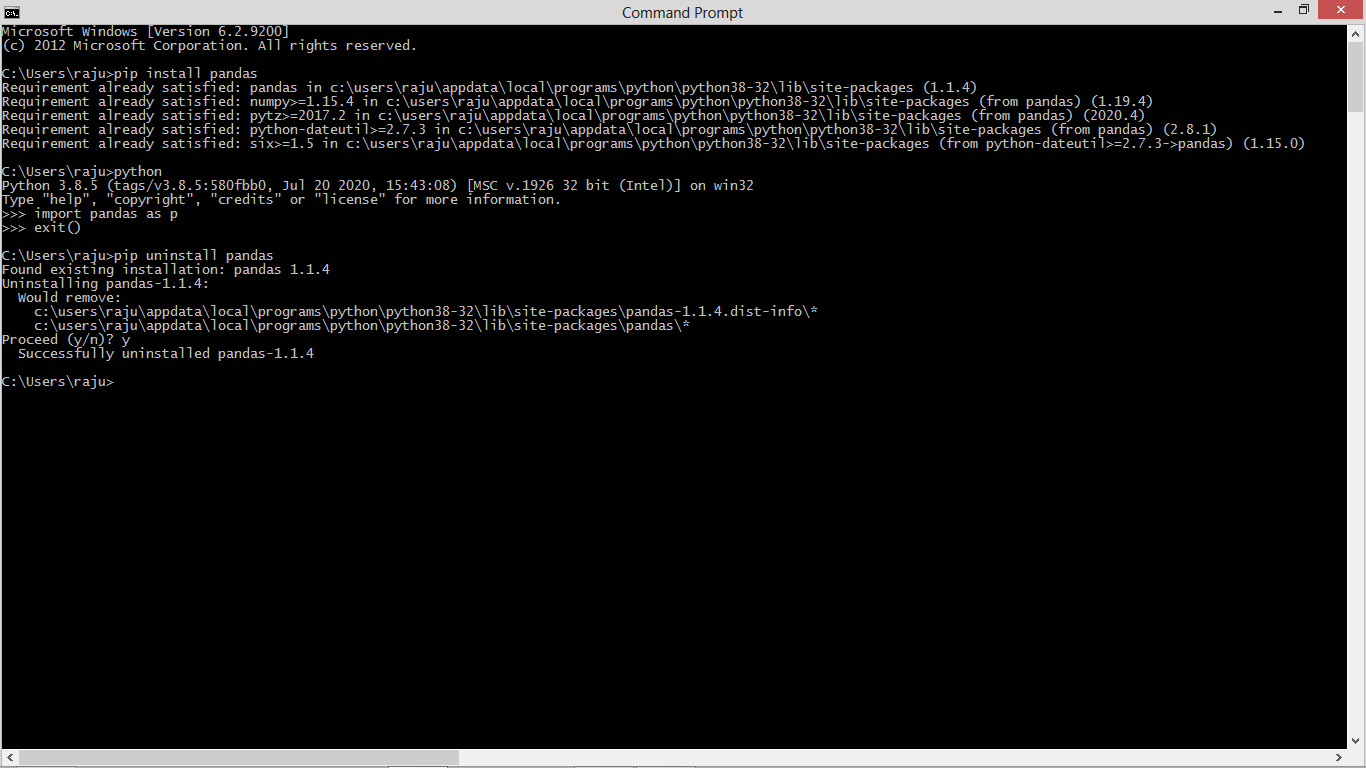 Command Prompt
Microsoft Windows [Version 6.2.9200]
(c) 2012 Microsoft Corporation. All rights reserved.
C:\Users\raju>pip install pandas
Requirement already satisfied: pandas in c:\users\raju\appdata\local\programs\python\python38-32\lib\site-packages (1.1.4)
Requirement already satisfied: numpy>=1.15.4 in c:\users\raju\appdata\local\programs\python\python38-32\lib\site-packages (from pandas) (1.19.4)
Requirement already satisfied: pytz>=2017.2 in c:\users\raju\appdata\local\programs\python\python38-32\lib\site-packages (from pandas) (2020.4)
Requirement already satisfied: python-dateutil>=2.7.3 in c:\users\raju\appdata\local\programs\python\python38-32\lib\site-packages (from pandas) (2.8.1)
Requirement already satisfied: six>=1.5 in c:\users\raju\appdata\local\programs\python\python38-32\lib\site-packages (from python-dateutil>=2.7.3->pandas) (1.15.0)
C:\Users\raju>python
Python 3.8.5 (tags/v3.8.5:580fbb0, Jul 20 2020, 15:43:08) [MSC v.1926 32 bit (Intel)] on win32
Type "help", "copyright", "credits" or "license" for more information.
>>> import pandas as p
>>> exit()
C:\Users\raju>pip uninstall pandas
Found existing installation: pandas 1.1.4
Uninstalling pandas-1.1.4:
  Would remove:
    c:\users\raju\appdata\local\programs\python\python38-32\lib\site-packages\pandas-1.1.4.dist-info\*
    c:\users\raju\appdata\local\programs\python\python38-32\lib\site-packages\pandas\*
Proceed (y/n)? y
  Successfully uninstalled pandas-1.1.4
C:\Users\raju>